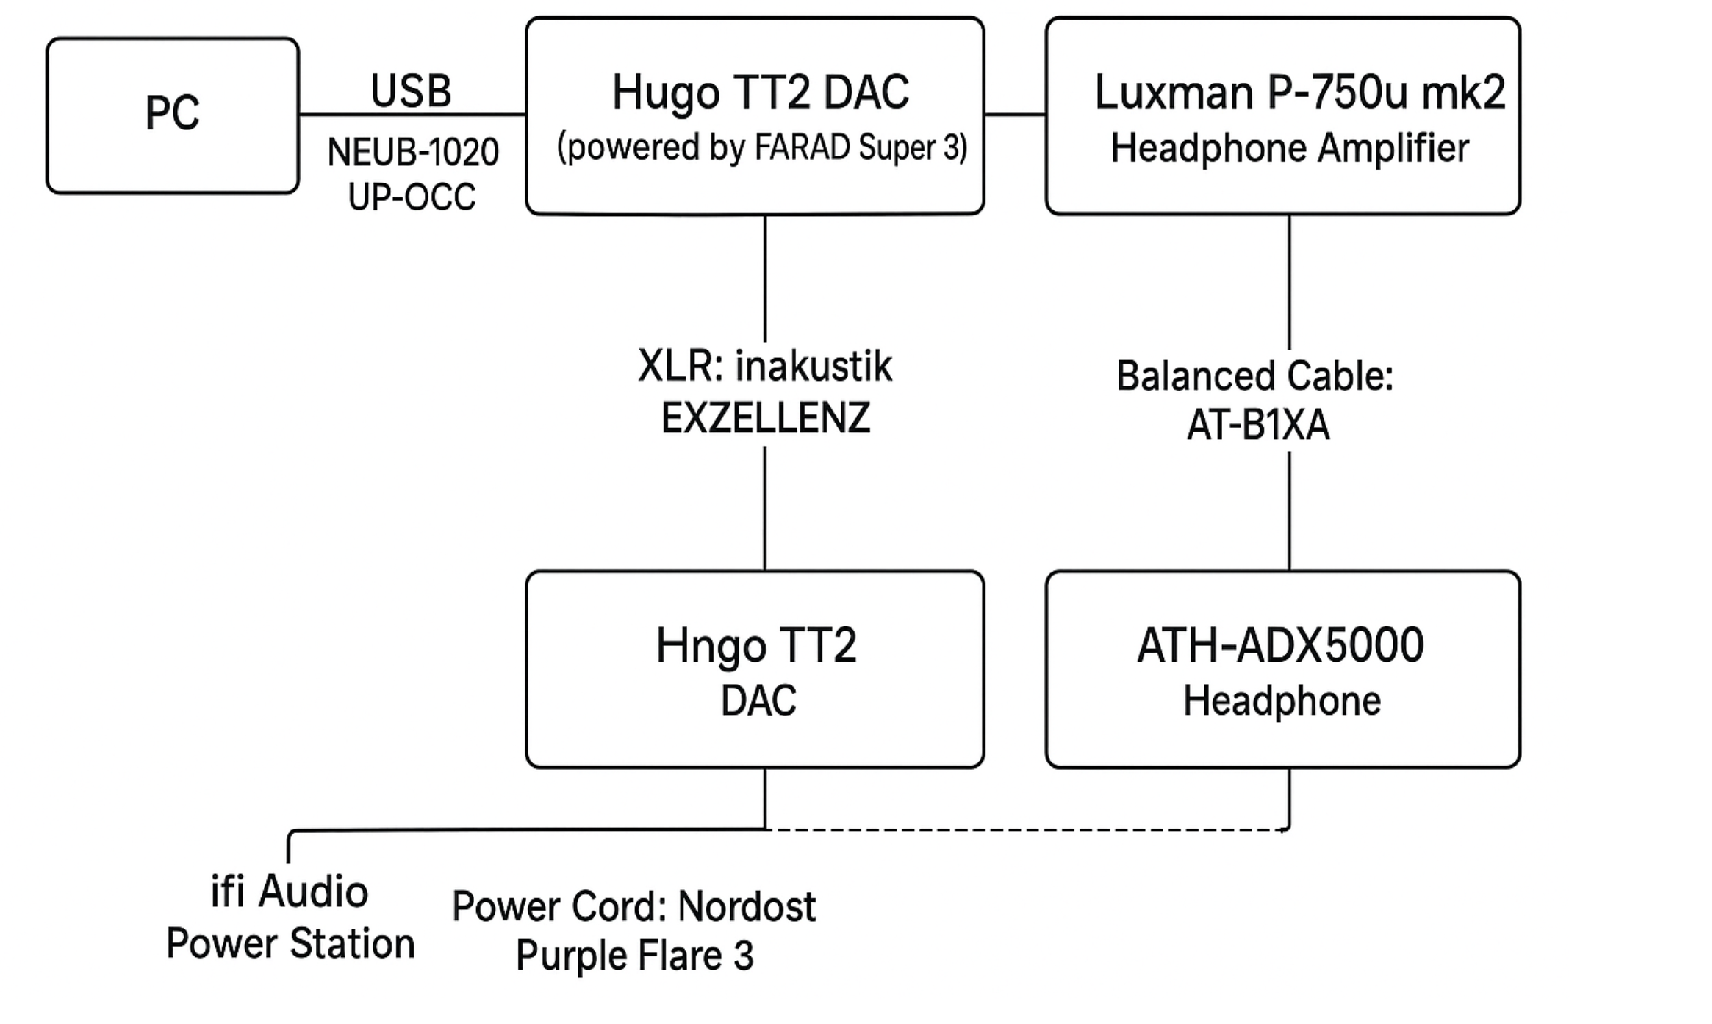 PC
USB
NEUB-1020
UP-OCC
Hugo TT2 DAC
(powered by FARAD Super 3)
Luxman P-750u mk2
Headphone Amplifier
XLR: inakustik
EXZELLENZ
Balanced Cable:
AT-B1XA
Hngo TT2
DAC
ATH-ADX5000
Headphone
ifi Audio
Power Station
Power Cord: Nordost
Purple Flare 3